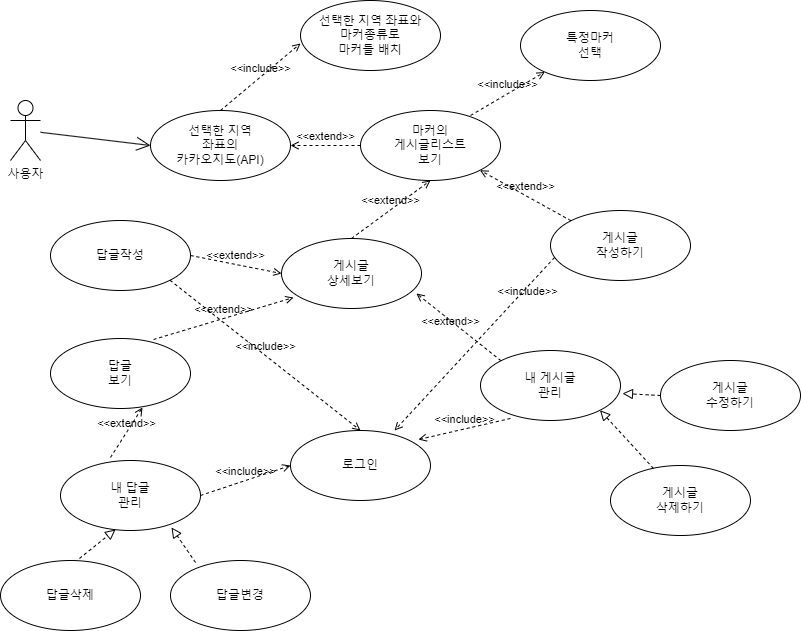 선택한 지역 좌표와
마커종류로
마커들 배치
특정마커
선택
<<include>>
<<include>>
선택한 지역
좌표의
카카오지도(API)
<<extend>>
마커의
게시글리스트
보기
사용자
<<extend>>
<<extend>>
답글작성
<<extend>>
게시글
상세보기
게시글
작성하기
<<extend>>
<<include>>
<<extend>>
<<include>>
답글
보기
내 게시글
관리
게시글
수정하기
<<extend>>
<<include>>
로그인
<<include>>
내 답글
관리
게시글
삭제하기
답글삭제
답글변경